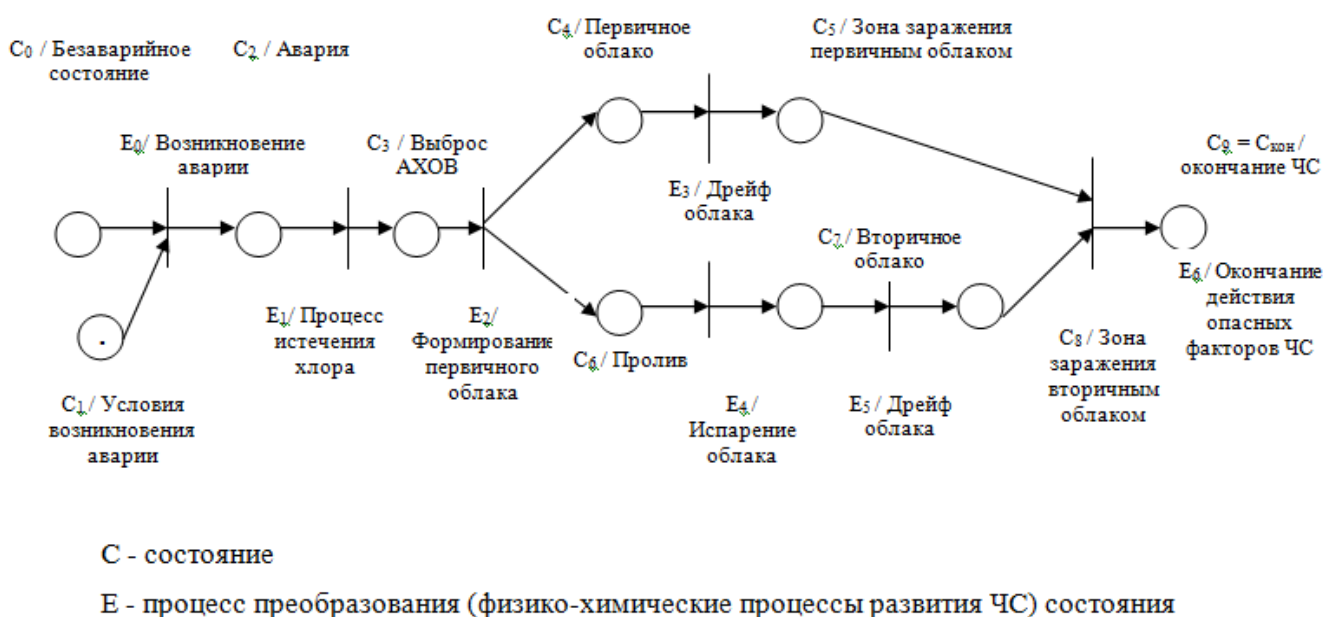 C₀ / Безаварийное
состояние
C₂ / Авария
C₄ / Первичное
облако
C₅ / Зона заражения
первичным облаком
E₀/ Возникновение
аварии
C₃ / Выброс
АХОВ
E₃ / Дрейф
облака
C₉ = Cкон /
окончание ЧС
C₇ / Вторичное
облако
E₁/ Процесс
истечения
хлора
E₂/
Формирование
первичного
облака
C₆ / Пролив
E₆ / Окончание
действия
опасных
факторов ЧС
C₈ / Зона
заражения
вторичным
облаком
C₁ / Условия
возникновения
аварии
E₄ /
Испарение
облака
E₅ / Дрейф
облака
С - состояние
Е - процесс преобразования (физико-химические процессы развития ЧС) состояния